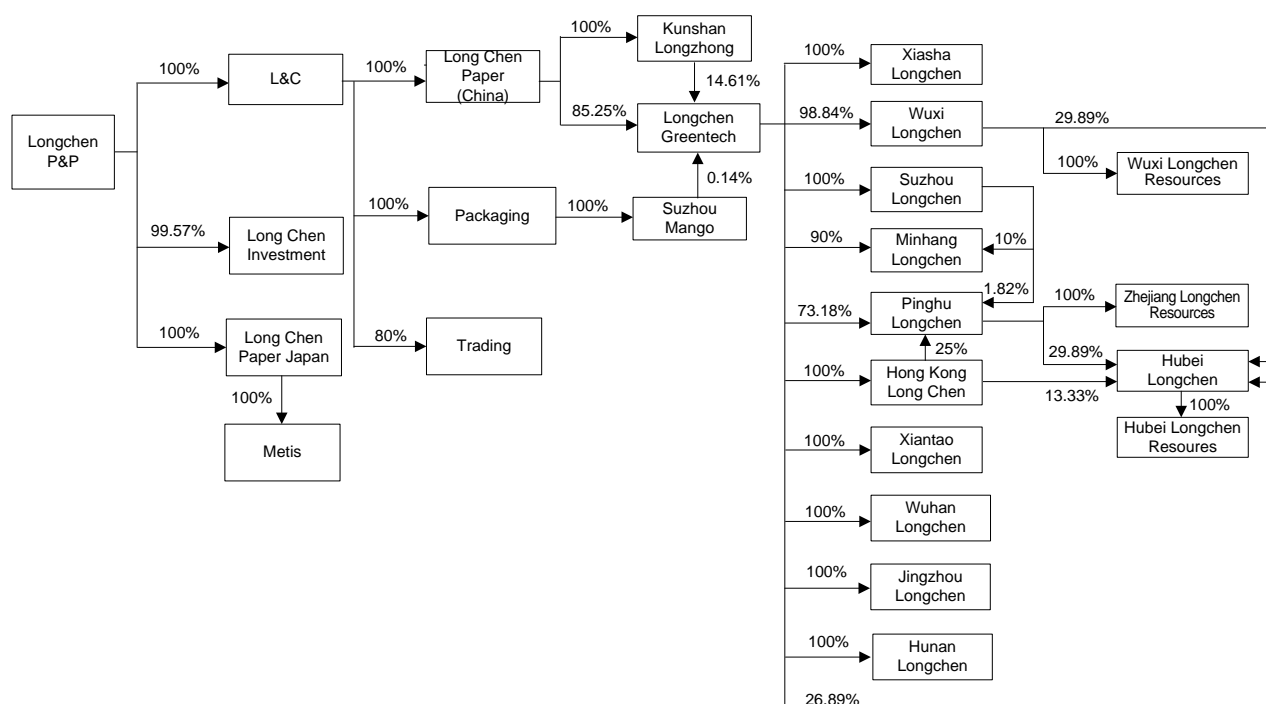 Longchen
P&P
100%
L&C
99.57%
Long Chen
Investment
100%
Long Chen
Paper Japan
100%
Metis
100%
Long Chen
Paper
(China)
100%
Packaging
80%
Trading
100%
Kunshan
Longzhong
14.61%
85.25%
Longchen
Greentech
0.14%
100%
Suzhou
Mango
100%
Xiasha
Longchen
98.84%
Wuxi
Longchen
29.89%
100%
Wuxi Longchen
Resources
100%
Suzhou
Longchen
90%
Minhang
Longchen
10%
1.82%
73.18%
Pinghu
Longchen
100%
Zhejiang Longchen
Resources
25%
29.89%
Hubei
Longchen
100%
Hong Kong
Long Chen
13.33%
100%
Hubei Longchen
Resoures
100%
Xiantao
Longchen
100%
Wuhan
Longchen
100%
Jingzhou
Longchen
100%
Hunan
Longchen
26.89%